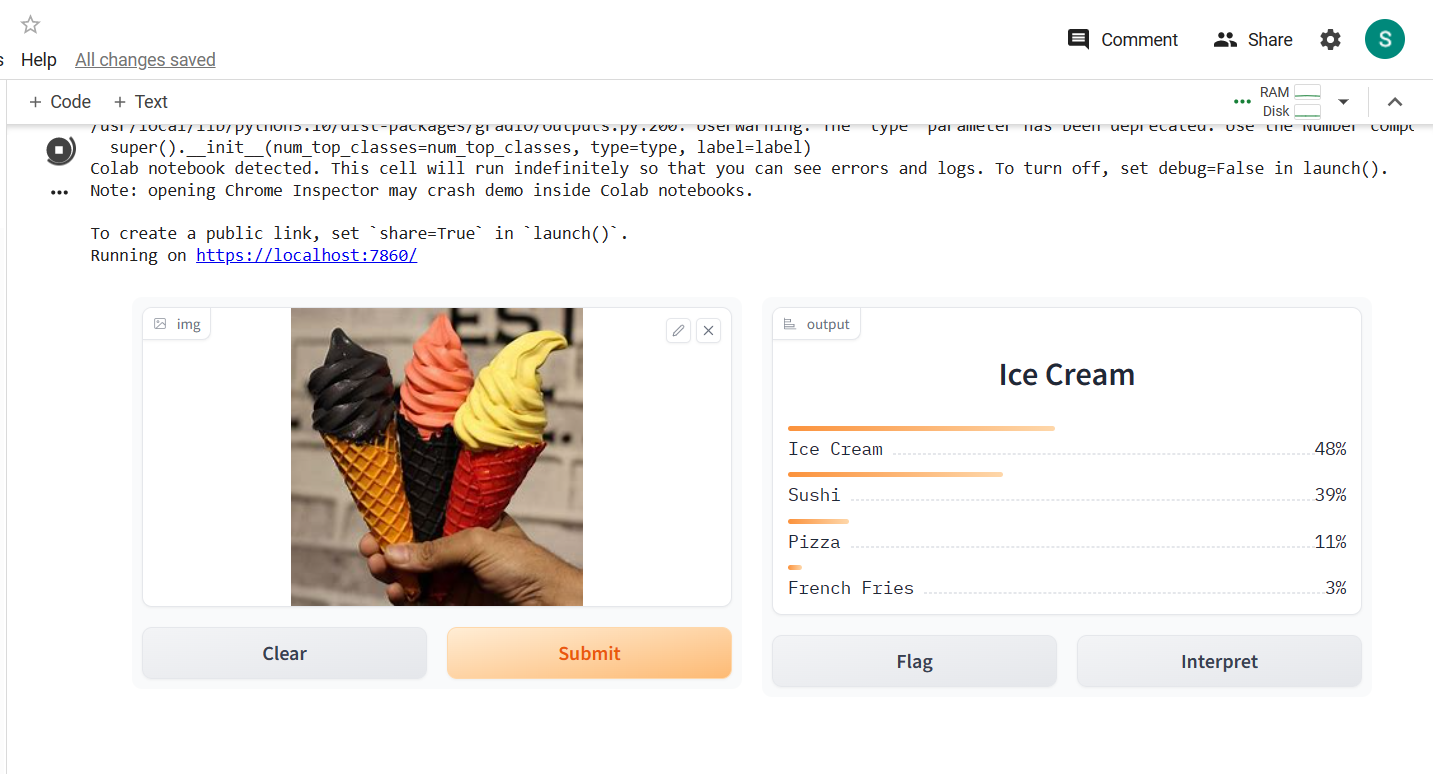 Comment
Share
S
s
Help
All changes saved
+ Code
+ Text
RAM
Disk
/usr/local/lib/python3.10/dist-packages/gradio/outputs.py:200: UserWarning: The 'type' parameter has been deprecated. Use the Number
super().__init__(num_top_classes=num_top_classes, type=type, label=label)
Colab notebook detected. This cell will run indefinitely so that you can see errors and logs. To turn off, set debug=False in launch().
Note: opening Chrome Inspector may crash demo inside Colab notebooks.
To create a public link, set `share=True` in `launch()`.
Running on https://localhost:7860/
img
EST
output
Ice Cream
Ice Cream 48%
Sushi 39%
Pizza 11%
French Fries 3%
Clear
Submit
Flag
Interpret